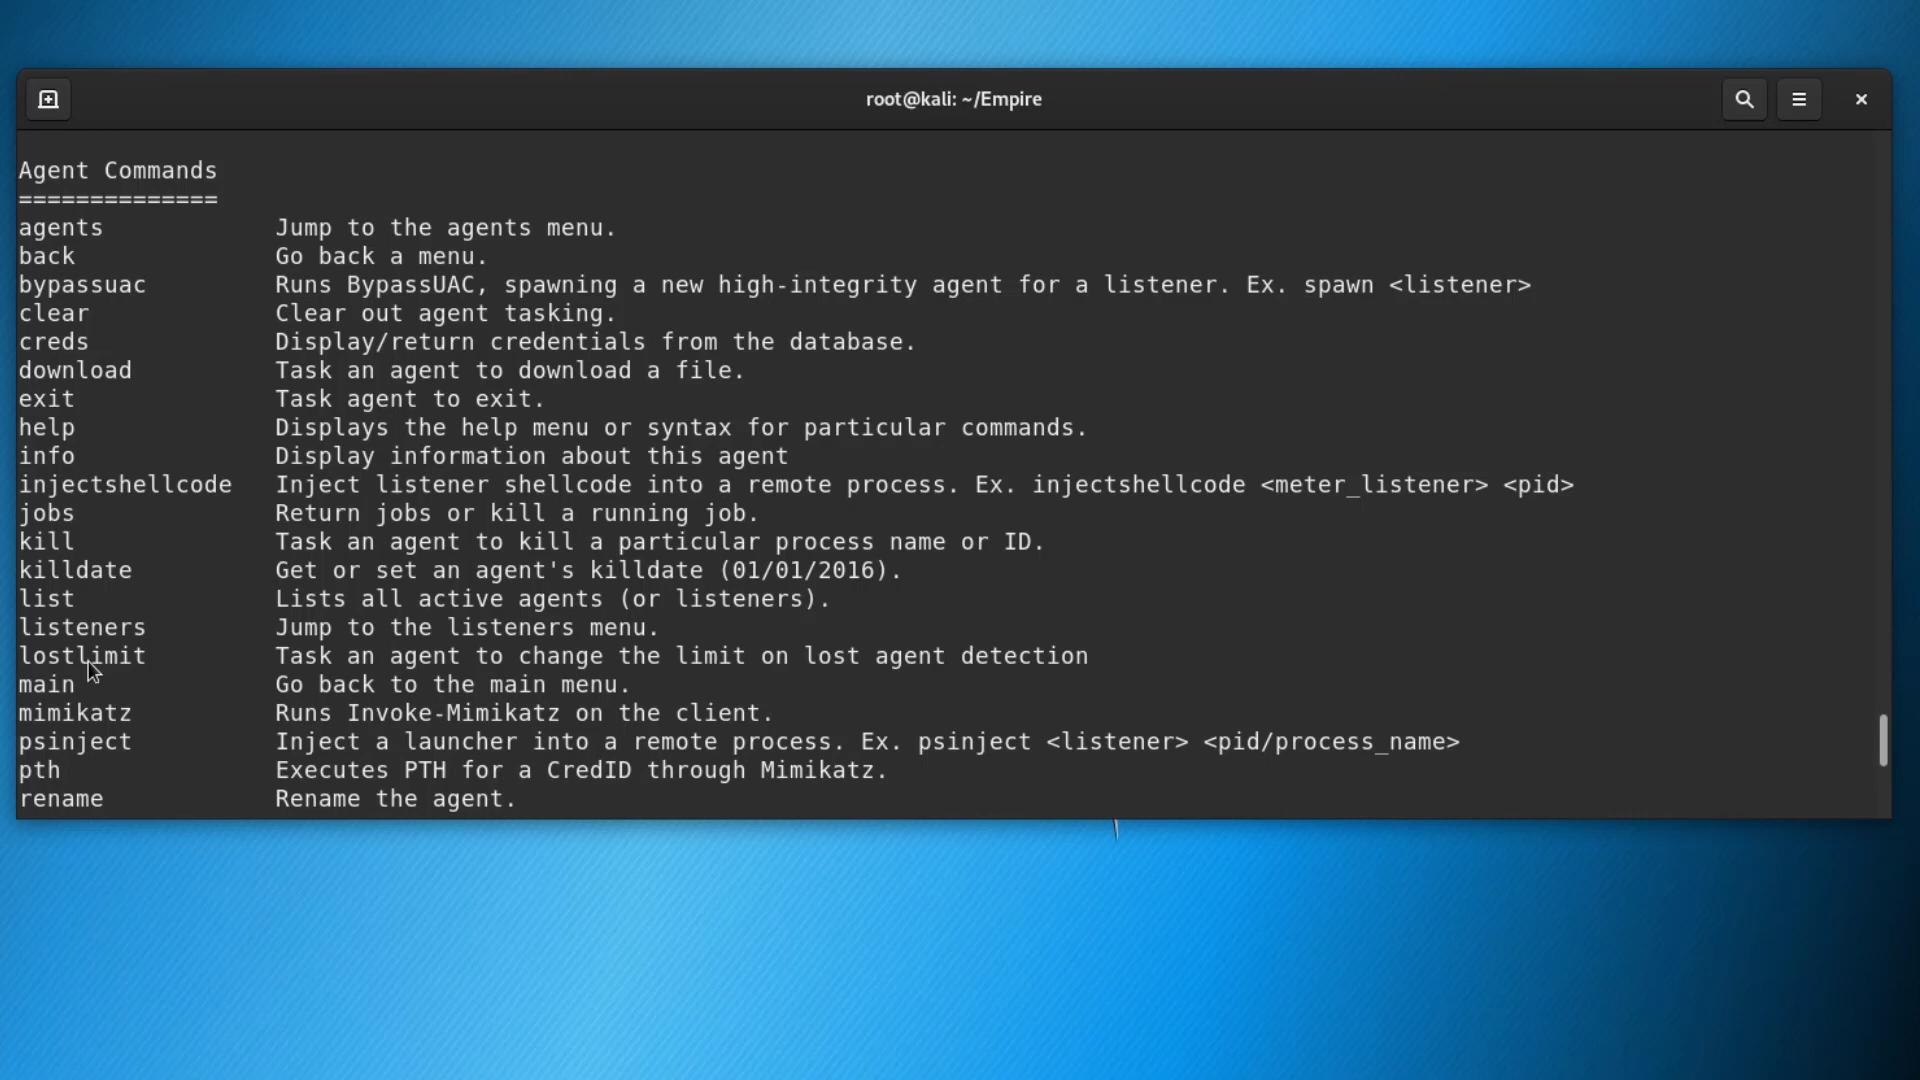 root@kali: ~/Empire
Agent Commands
==============
agents Jump to the agents menu.
back Go back a menu.
bypassuac Runs BypassUAC, spawning a new high-integrity agent for a listener. Ex. spawn <listener>
clear Clear out agent tasking.
creds Display/return credentials from the database.
download Task an agent to download a file.
exit Task agent to exit.
help Displays the help menu or syntax for particular commands.
info Display information about this agent
injectshellcode Inject listener shellcode into a remote process. Ex. injectshellcode <meter_listener> <pid>
jobs Return jobs or kill a running job.
kill Task an agent to kill a particular process name or ID.
killdate Get or set an agent's killdate (01/01/2016).
list Lists all active agents (or listeners).
listeners Jump to the listeners menu.
lostlimit Task an agent to change the limit on lost agent detection
main Go back to the main menu.
mimikatz Runs Invoke-Mimikatz on the client.
psinject Inject a launcher into a remote process. Ex. psinject <listener> <pid/process_name>
pth Executes PTH for a CredID through Mimikatz.
rename Rename the agent.